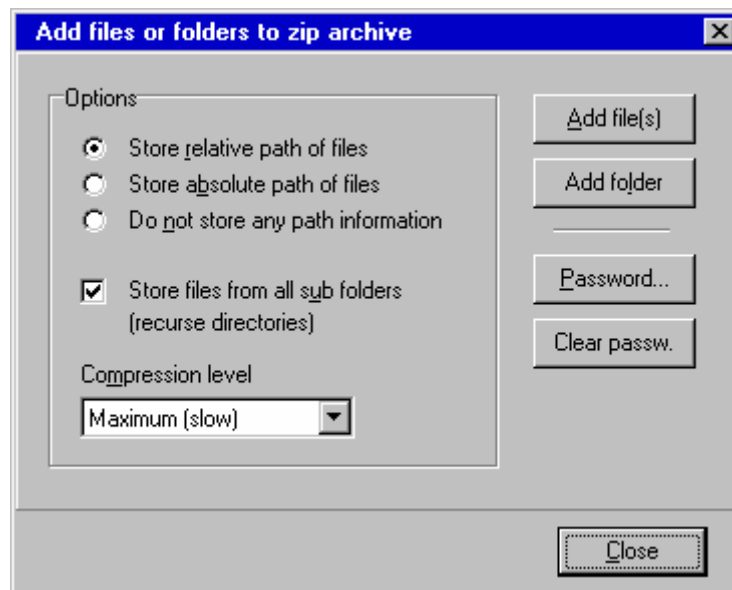 Add files or folders to zip archive
Options
Store relative path of files
Store absolute path of files
Do not store any path information
Store files from all sub folders
(recurse directories)
Compression level
Maximum (slow)
Add file(s)
Add folder
Password...
Clear passw.
Close